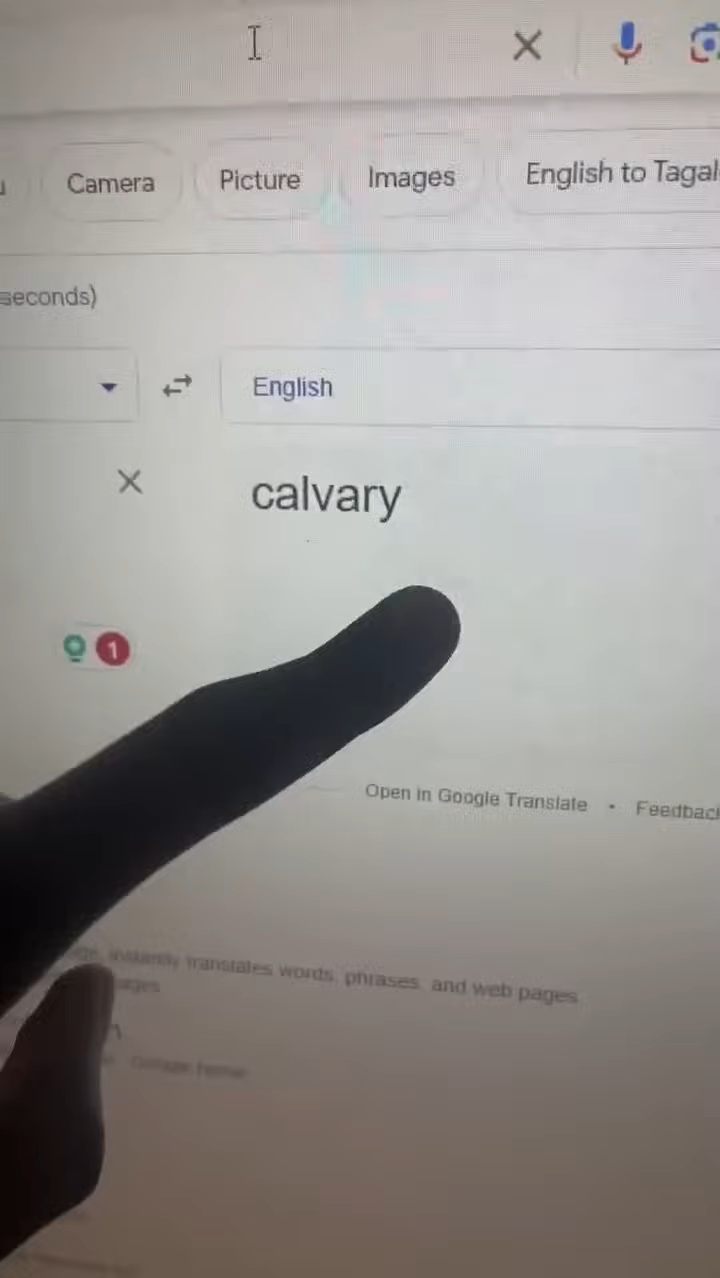 Camera Picture Images English to Tagal
seconds)
English
calvary
1
Open in Google Translate • Feedback
instantly translates words, phrases, and web pages